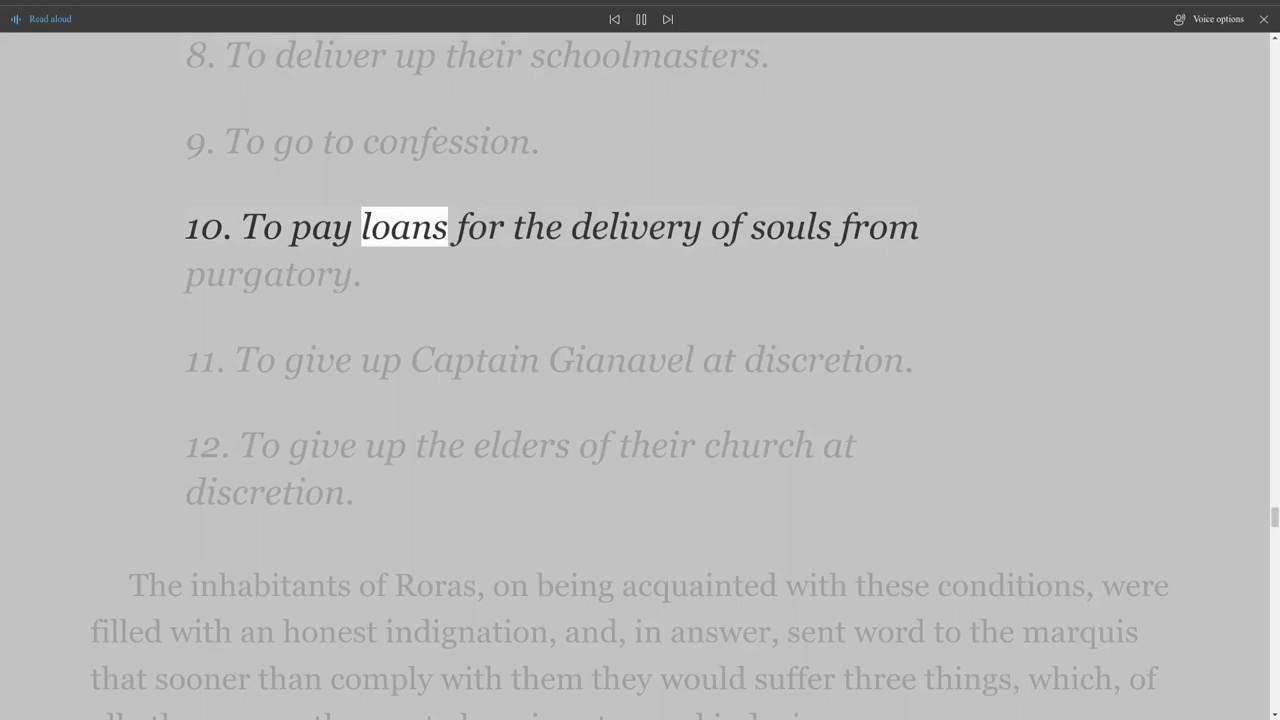 Read aloud
Voice options
8. To deliver up their schoolmasters.
9. To go to confession.
10. To pay loans for the delivery of souls from
purgatory.
11. To give up Captain Gianavel at discretion.
12. To give up the elders of their church at
discretion.
The inhabitants of Roras, on being acquainted with these conditions, were
filled with an honest indignation, and, in answer, sent word to the marquis
that sooner than comply with them they would suffer three things, which, of